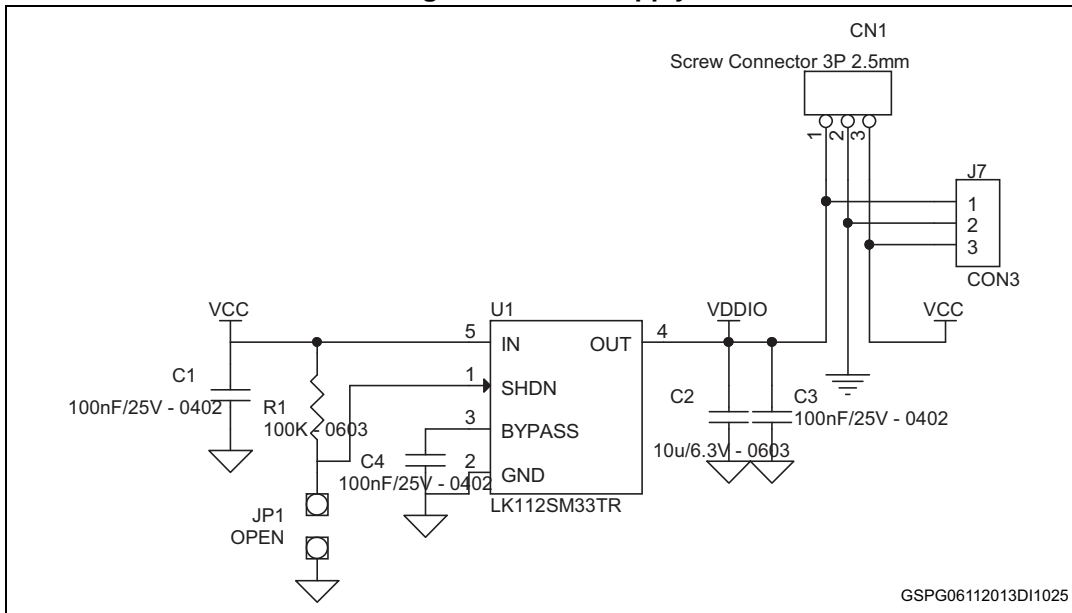 CN1
Screw Connector 3P 2.5mm
1
2
3
J7
1
2
3
CON3
VCC
U1
VDDIO
VCC
5
IN
OUT
4
C1
100nF/25V - 0402
R1
100K - 0603
1
SHDN
C2
10u/6.3V - 0603
C3
100nF/25V - 0402
3
BYPASS
C4
100nF/25V - 0402
2
GND
LK112SM33TR
JP1
OPEN
GSPG06112013DI1025